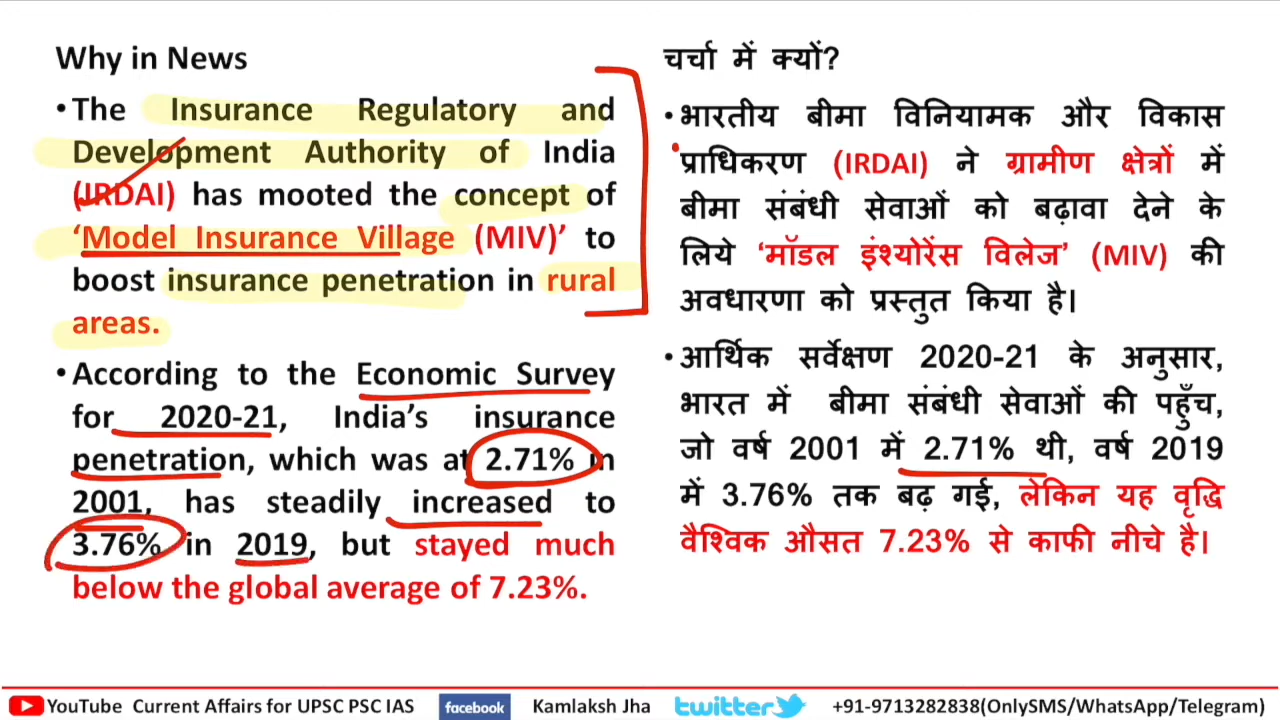 Why in News
• The Insurance Regulatory and
Development Authority of India
(IRDAI) has mooted the concept of
‘Model Insurance Village (MIV)’ to
boost insurance penetration in rural
areas.
• According to the Economic Survey
for 2020-21, India’s insurance
penetration, which was at 2.71% in
2001, has steadily increased to
3.76% in 2019, but stayed much
below the global average of 7.23%.
चर्चा में क्यों?
• भारतीय बीमा विनियामक और विकास
प्राधिकरण (IRDAI) ने ग्रामीण क्षेत्रों में
बीमा संबंधी सेवाओं को बढ़ावा देने के
लिये ‘मॉडल इंश्योरेंस विलेज’ (MIV) की
अवधारणा को प्रस्तुत किया है।
• आर्थिक सर्वेक्षण 2020-21 के अनुसार,
भारत में बीमा संबंधी सेवाओं की पहुँच,
जो वर्ष 2001 में 2.71% थी, वर्ष 2019
में 3.76% तक बढ़ गई, लेकिन यह वृद्धि
वैश्विक औसत 7.23% से काफी नीचे है।
YouTube Current Affairs for UPSC PSC IAS facebook Kamlaksh Jha twitter +91-9713282838(OnlySMS/WhatsApp/Telegram)